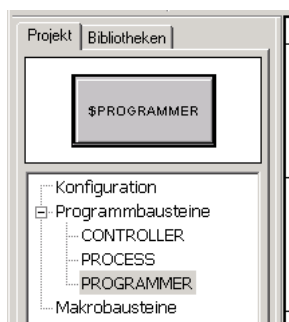 Projekt Bibliotheken
$PROGRAMMER
Konfiguration
Programmbausteine
CONTROLLER
PROCESS
PROGRAMMER
Makrobausteine